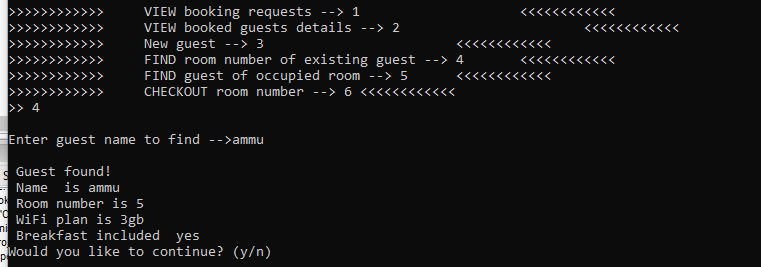 >>>>>>>>>>>>     VIEW booking requests --> 1                    <<<<<<<<<<<<
>>>>>>>>>>>>     VIEW booked guests details --> 2                       <<<<<<<<<<<<
>>>>>>>>>>>>     New guest --> 3                        <<<<<<<<<<<<
>>>>>>>>>>>>     FIND room number of existing guest --> 4       <<<<<<<<<<<<
>>>>>>>>>>>>     FIND guest of occupied room --> 5      <<<<<<<<<<<<
>>>>>>>>>>>>     CHECKOUT room number --> 6 <<<<<<<<<<<<
>> 4
Enter guest name to find -->ammu
Guest found!
Name  is ammu
Room number is 5
WiFi plan is 3gb
Breakfast included  yes
Would you like to continue? (y/n)